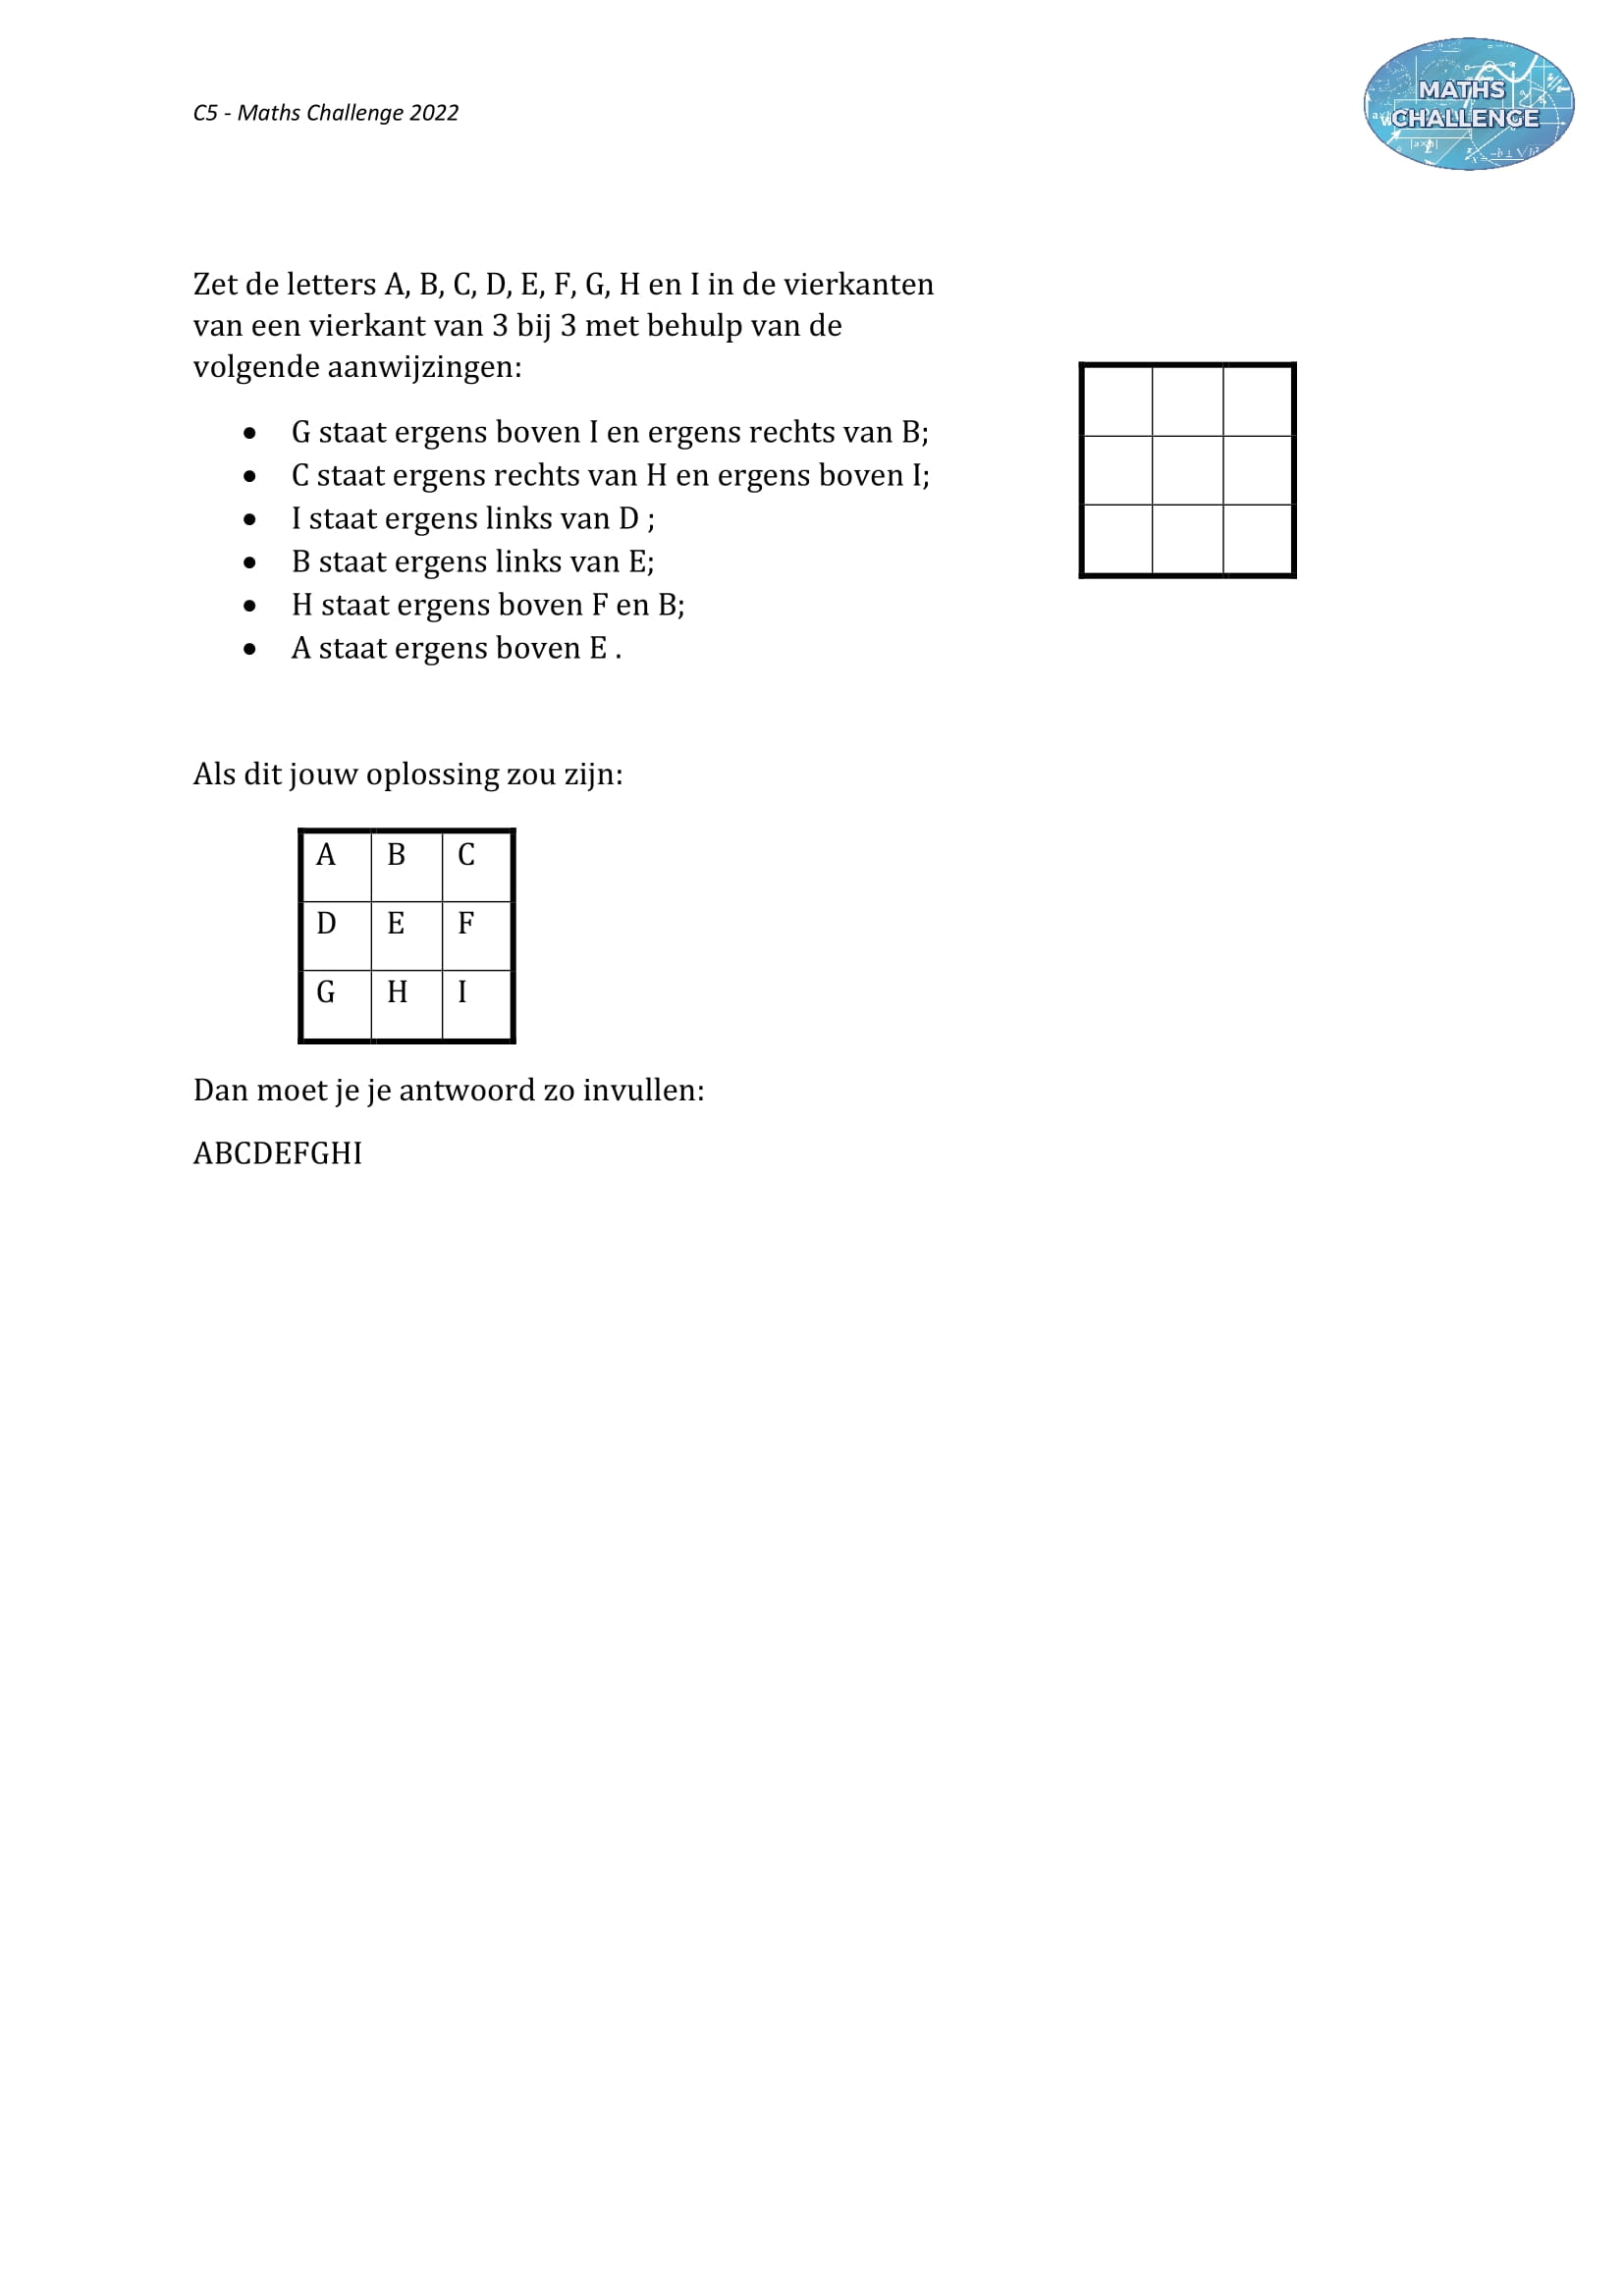 C5 - Maths Challenge 2022
MATHS
CHALLENGE
Zet de letters A, B, C, D, E, F, G, H en I in de vierkanten
van een vierkant van 3 bij 3 met behulp van de
volgende aanwijzingen:
• G staat ergens boven I en ergens rechts van B;
• C staat ergens rechts van H en ergens boven I;
• I staat ergens links van D ;
• B staat ergens links van E;
• H staat ergens boven F en B;
• A staat ergens boven E .
Als dit jouw oplossing zou zijn:
A B C
D E F
G H I
Dan moet je je antwoord zo invullen:
ABCDEFGHI